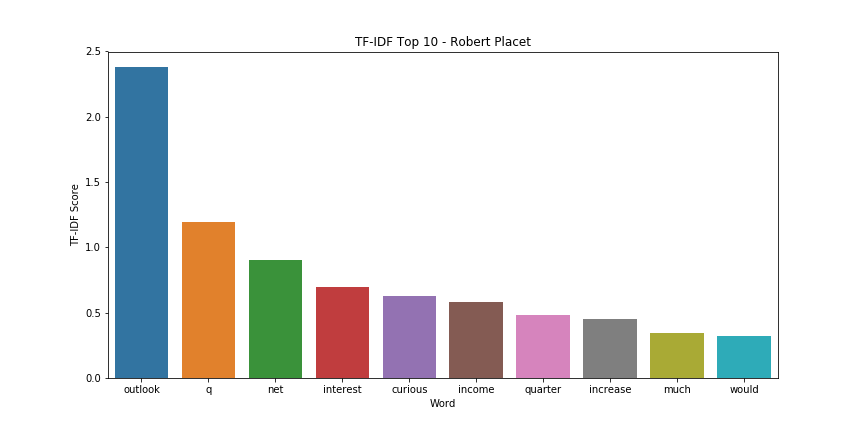 TF-IDF Top 10 - Robert Placet
2.5
2.0
1.5
1.0
0.5
0.0
TF-IDF Score
outlook q net interest curious income quarter increase much would
Word